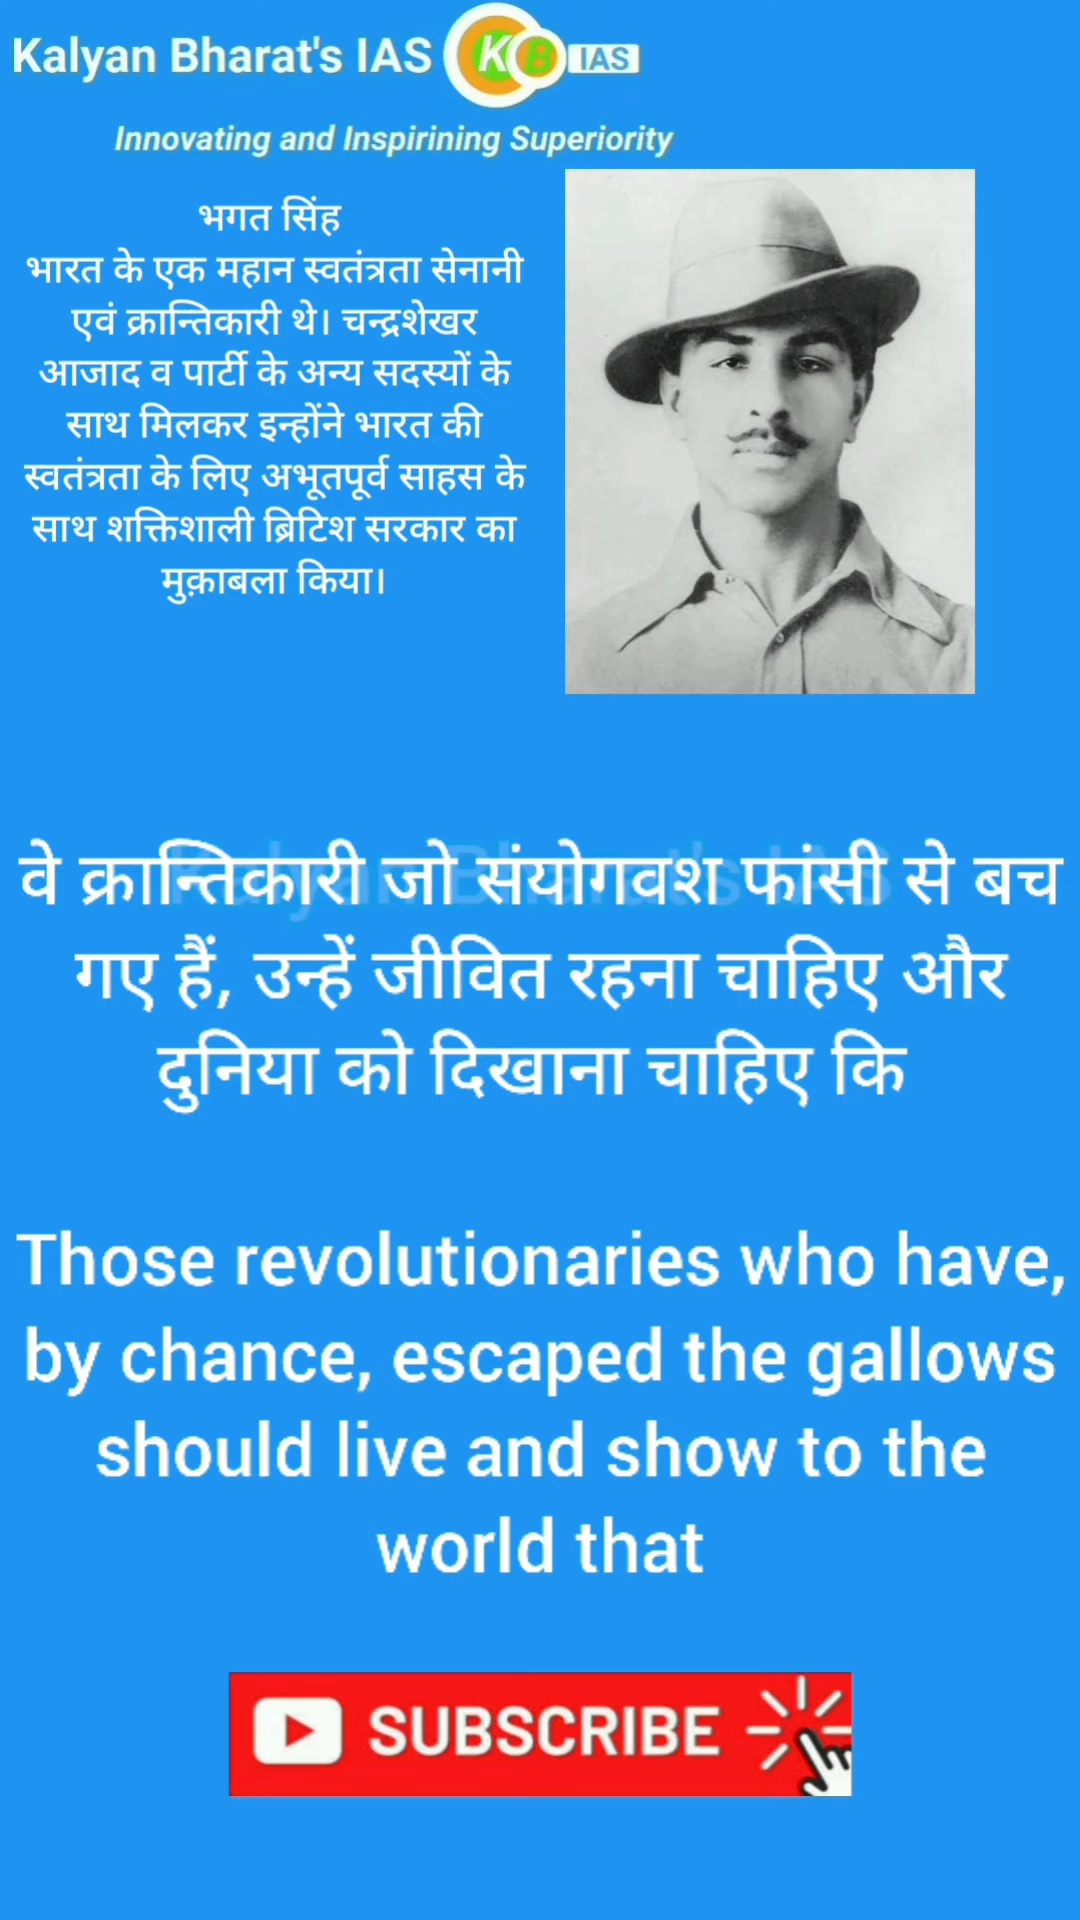 Kalyan Bharat's IAS KB IAS
Innovating and Inspirining Superiority
भगत सिंह
भारत के एक महान स्वतंत्रता सेनानी
एवं क्रान्तिकारी थे। चन्द्रशेखर
आजाद व पार्टी के अन्य सदस्यों के
साथ मिलकर इन्होंने भारत की
स्वतंत्रता के लिए अभूतपूर्व साहस के
साथ शक्तिशाली ब्रिटिश सरकार का
मुक़ाबला किया।
Kalyan Bharat's IAS
वे क्रान्तिकारी जो संयोगवश फांसी से बच
गए हैं, उन्हें जीवित रहना चाहिए और
दुनिया को दिखाना चाहिए कि
Those revolutionaries who have,
by chance, escaped the gallows
should live and show to the
world that
SUBSCRIBE